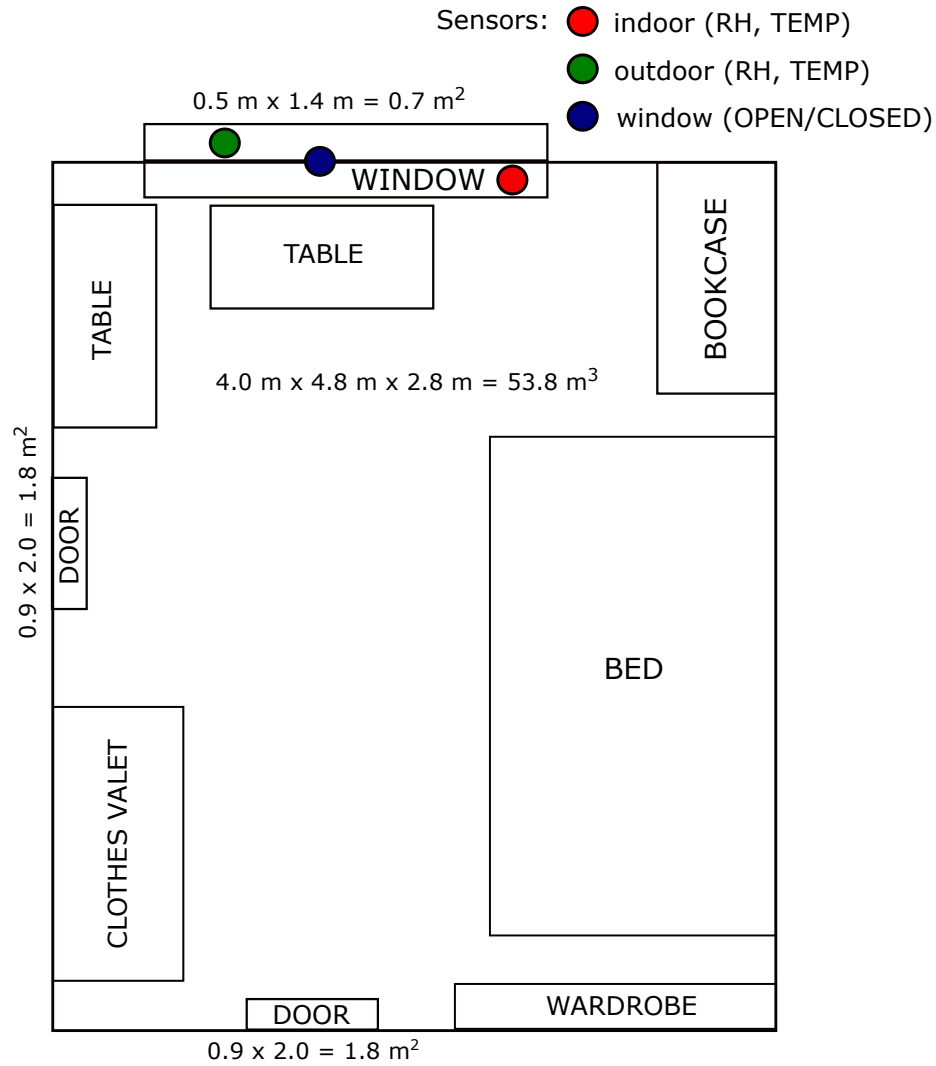 Sensors:
indoor (RH, TEMP)
outdoor (RH, TEMP)
window (OPEN/CLOSED)
0.5 m x 1.4 m = 0.7 m²
WINDOW
TABLE
TABLE
BOOKCASE
4.0 m x 4.8 m x 2.8 m = 53.8 m³
0.9 x 2.0 = 1.8 m²
DOOR
BED
CLOTHES VALET
WARDROBE
DOOR
0.9 x 2.0 = 1.8 m²